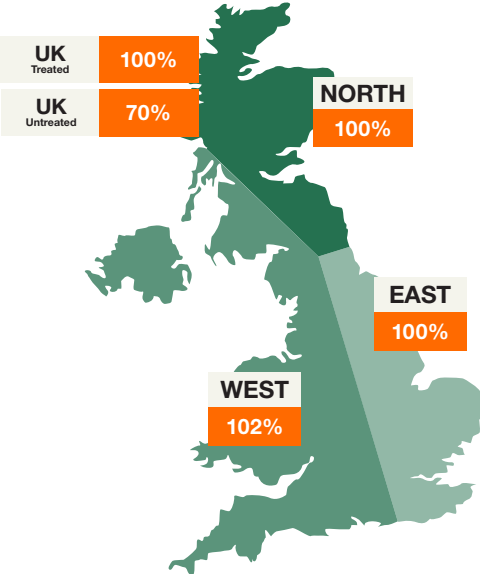 UK
Treated
100%
UK
Untreated
70%
NORTH
100%
EAST
100%
WEST
102%